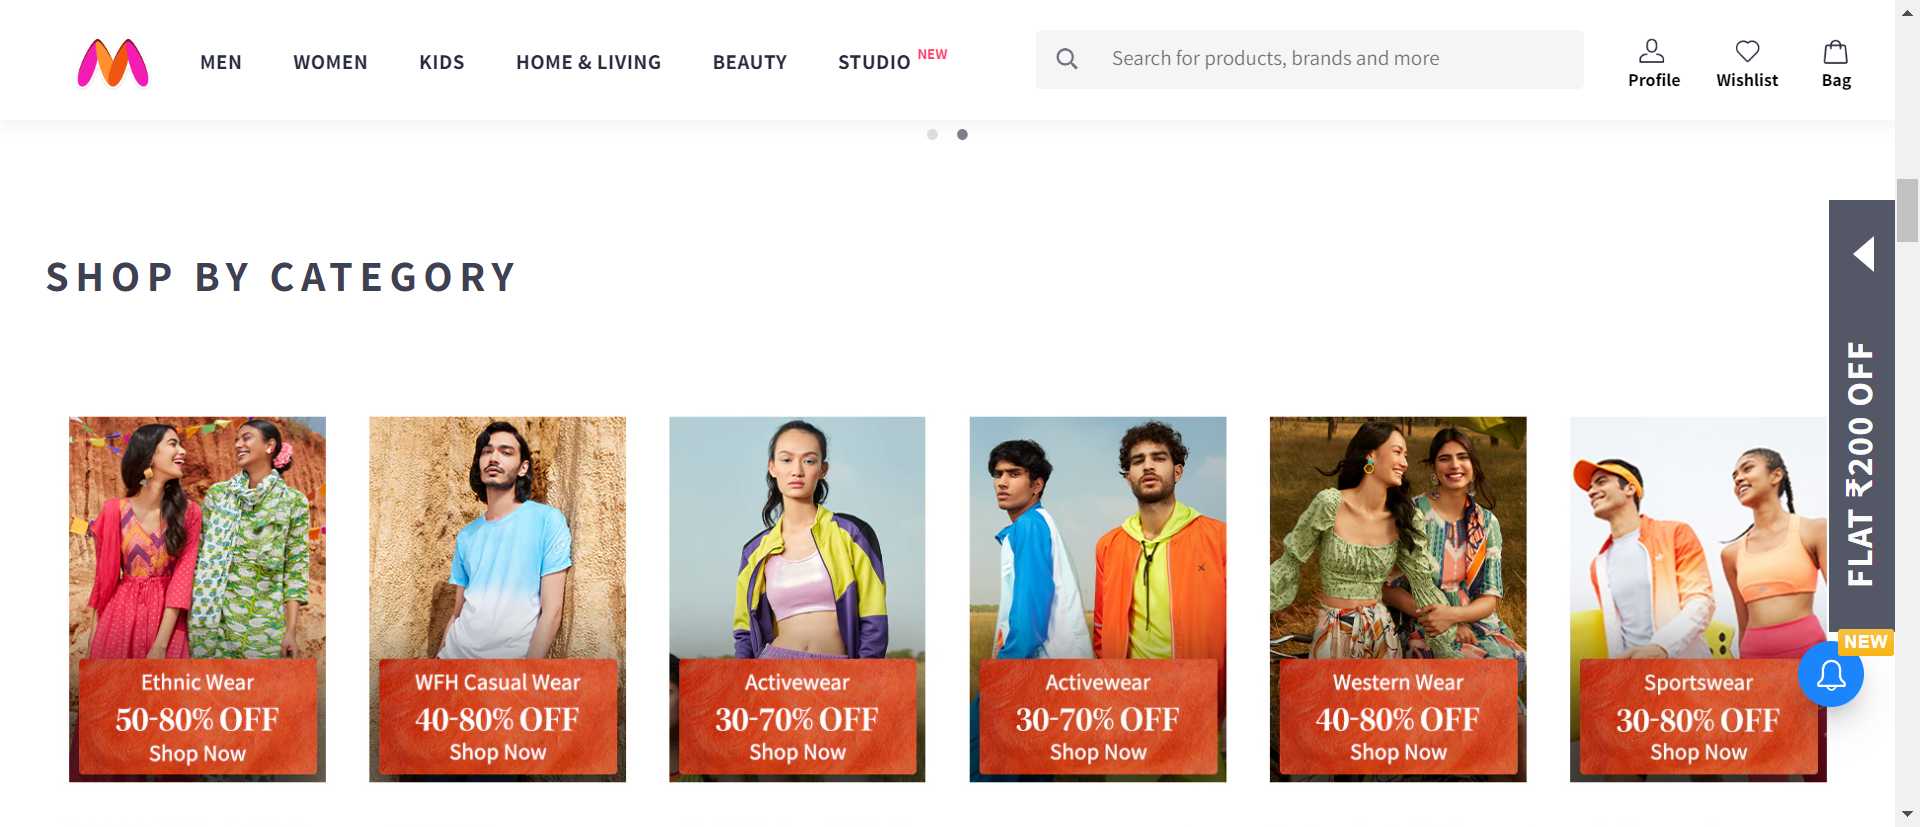 MEN
WOMEN
KIDS
HOME & LIVING
BEAUTY
STUDIO NEW
Search for products, brands and more
Profile
Wishlist
Bag
SHOP BY CATEGORY
FLAT ₹200 OFF
NEW
Ethnic Wear
50-80% OFF
Shop Now
WFH Casual Wear
40-80% OFF
Shop Now
Activewear
30-70% OFF
Shop Now
Activewear
30-70% OFF
Shop Now
Western Wear
40-80% OFF
Shop Now
Sportswear
30-80% OFF
Shop Now